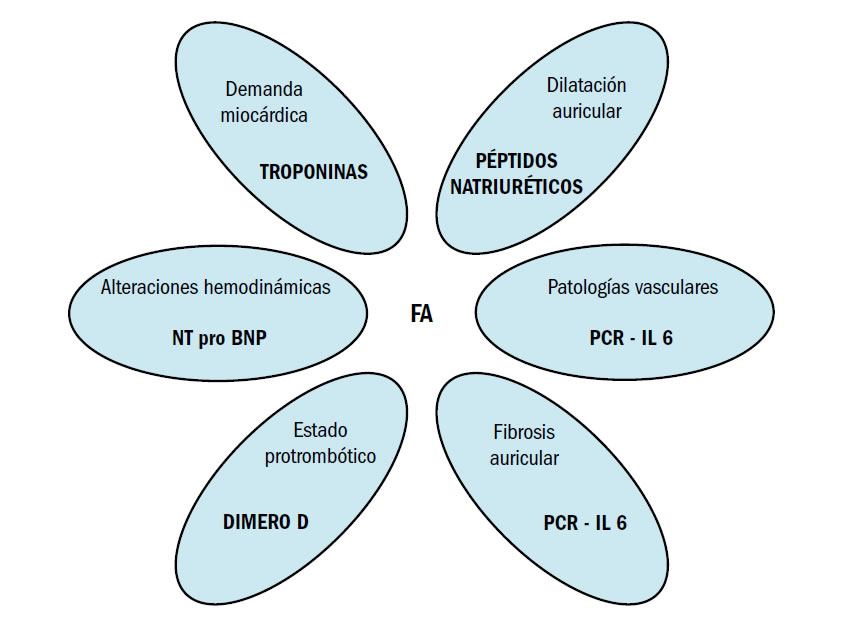 Demanda
miocárdica
TROPONINAS
Dilatación
auricular
PÉPTIDOS
NATRIURÉTICOS
Alteraciones hemodinámicas
NT pro BNP
FA
Patologías vasculares
PCR - IL 6
Estado
protrombótico
DIMERO D
Fibrosis
auricular
PCR - IL 6